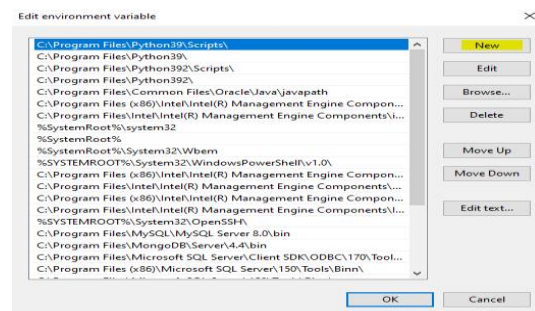 Edit environment variable
C:\Program Files\Python39\Scripts\
C:\Program Files\Python39\
C:\Program Files\Python392\Scripts\
C:\Program Files\Python392\
C:\Program Files\Common Files\Oracle\Java\javapath
C:\Program Files (x86)\Intel\Intel(R) Management Engine Compon...
C:\Program Files\Intel\Intel(R) Management Engine Components\i...
%SystemRoot%\system32
%SystemRoot%
%SystemRoot%\System32\Wbem
%SYSTEMROOT%\System32\WindowsPowerShell\v1.0\
C:\Program Files (x86)\Intel\Intel(R) Management Engine Compon...
C:\Program Files\Intel\Intel(R) Management Engine Components\...
C:\Program Files (x86)\Intel\Intel(R) Management Engine Compon...
C:\Program Files\Intel\Intel(R) Management Engine Components\I...
%SYSTEMROOT%\System32\OpenSSH\
C:\Program Files\MySQL\MySQL Server 8.0\bin
C:\Program Files\MongoDB\Server\4.4\bin
C:\Program Files\Microsoft SQL Server\Client SDK\ODBC\170\Tool...
C:\Program Files (x86)\Microsoft SQL Server\150\Tools\Binn\
New
Edit
Browse...
Delete
Move Up
Move Down
Edit text...
OK
Cancel